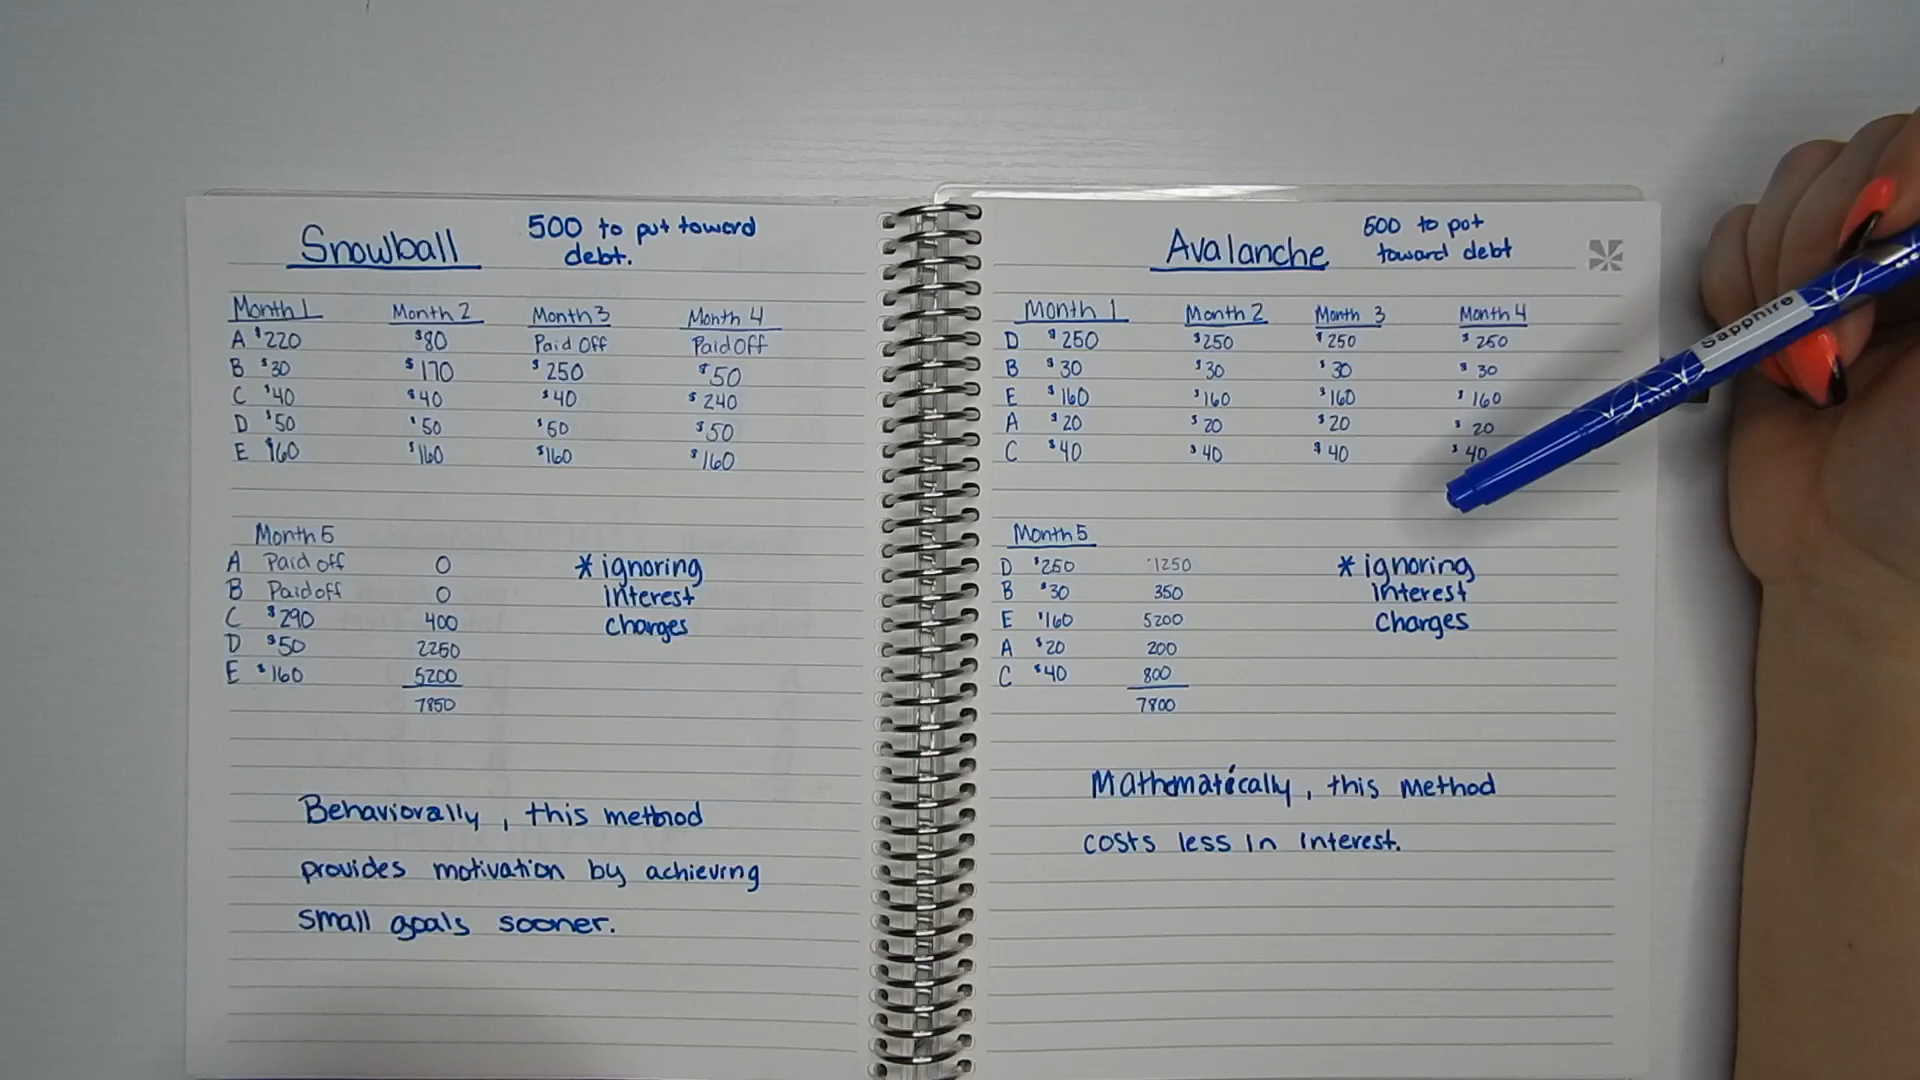 Snowball
500 to put toward
debt.
Month 1 Month 2 Month 3 Month 4
A $220 $80 Paid Off Paid Off
B $30 $170 $250 $50
C $40 $40 $40 $240
D $50 $50 $50 $50
E $160 $160 $160 $160
Month 5
A Paid off 0
B Paid off 0
C $290 400
D $50 2250
E $160 5200
7850
* ignoring
interest
charges
Behaviorally, this method
provides motivation by achieving
small goals sooner.
Avalanche
500 to put
toward debt
Month 1 Month 2 Month 3 Month 4
D $250 $250 $250 $250
B $30 $30 $30 $30
E $160 $160 $160 $160
A $20 $20 $20 $20
C $40 $40 $40 $40
Month 5
D $250 1250
B $30 350
E $160 5200
A $20 200
C $40 800
7800
* ignoring
interest
charges
Mathmatically, this method
costs less in interest.
Sapphire